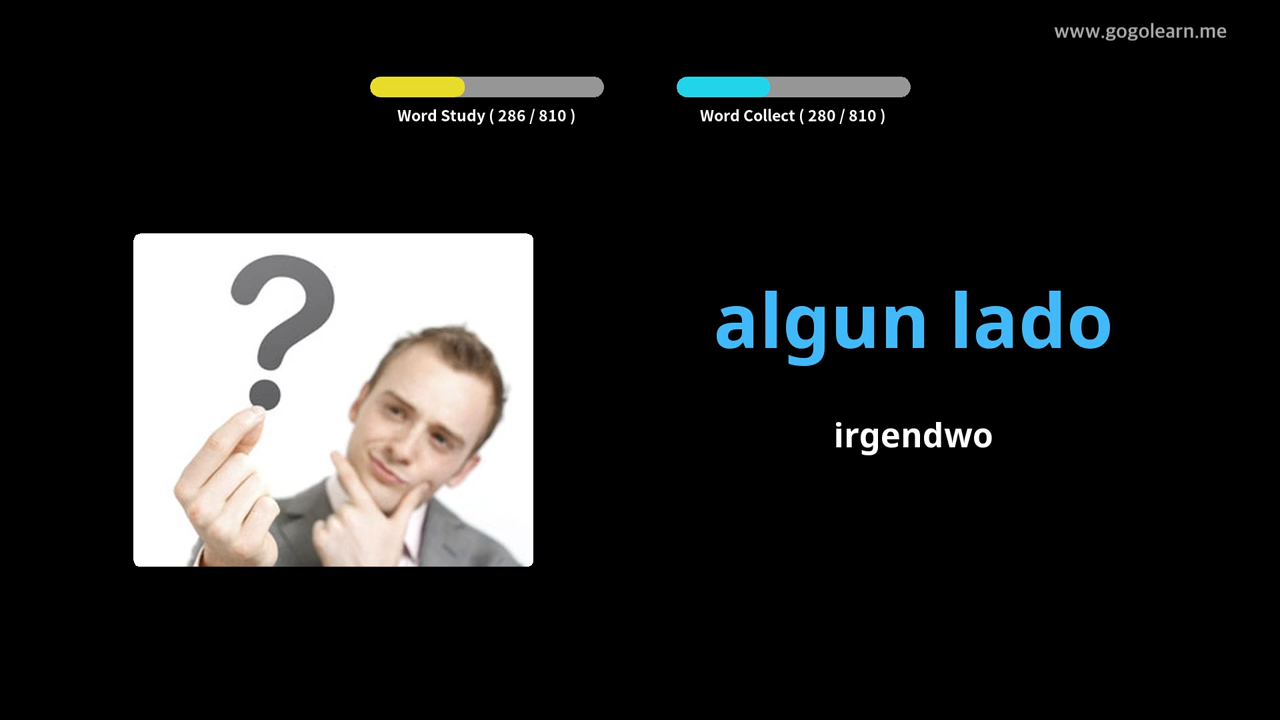 www.gogolearn.me
Word Study ( 286 / 810 )
Word Collect ( 280 / 810 )
?
algun lado
irgendwo